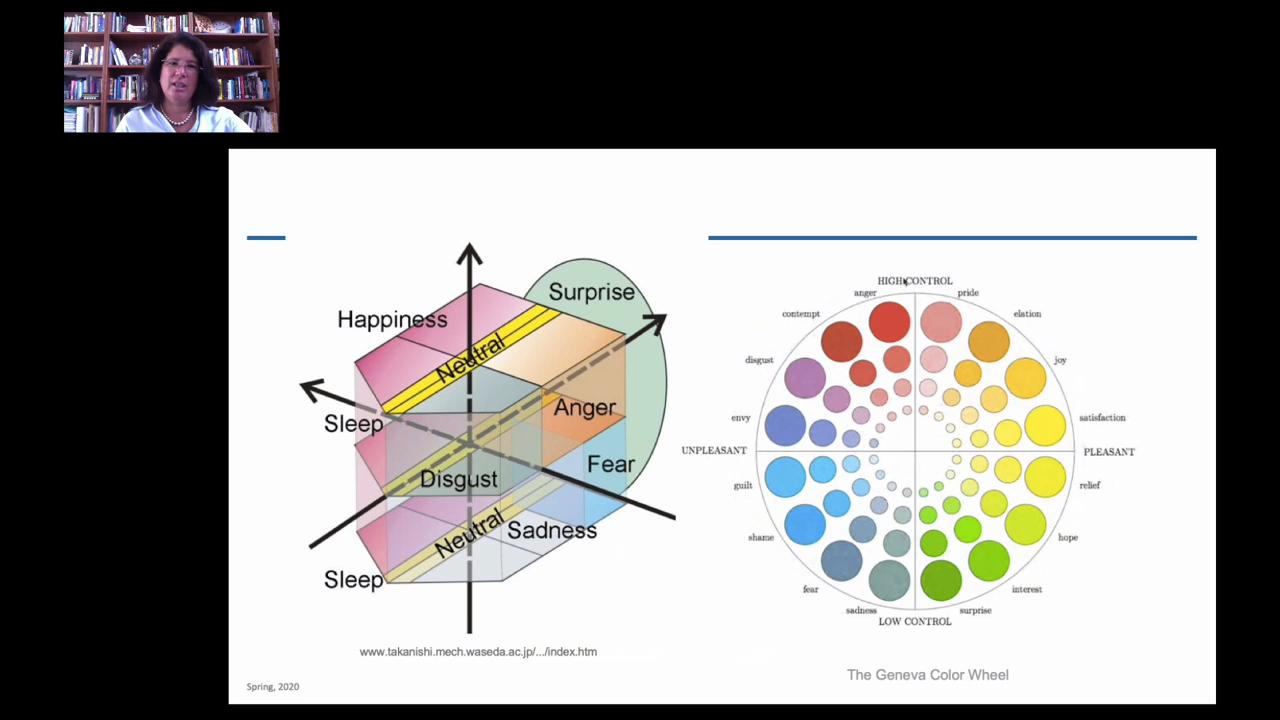 Surprise
Happiness
Neutral
Sleep
Anger
Disgust
Fear
Neutral
Sadness
Sleep
www.takanishi.mech.waseda.ac.jp/.../index.htm
HIGH CONTROL
anger
pride
contempt
elation
disgust
joy
envy
satisfaction
UNPLEASANT
PLEASANT
guilt
relief
shame
hope
fear
interest
sadness
surprise
LOW CONTROL
The Geneva Color Wheel
Spring, 2020